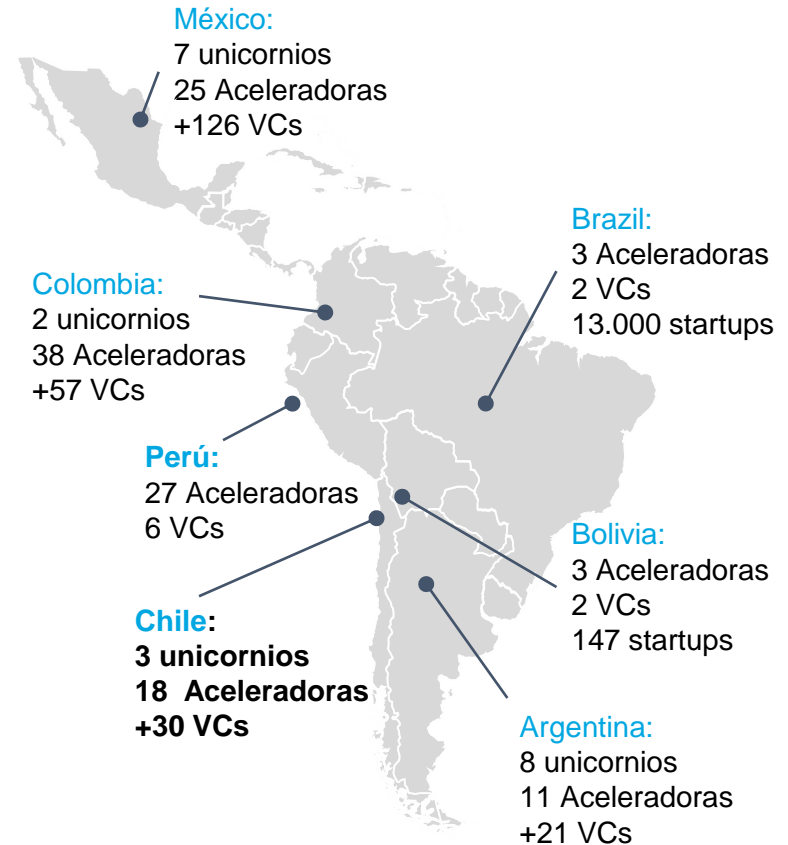 México:
7 unicornios
25 Aceleradoras
+126 VCs
Brazil:
3 Aceleradoras
2 VCs
13.000 startups
Colombia:
2 unicornios
38 Aceleradoras
+57 VCs
Perú:
27 Aceleradoras
6 VCs
Bolivia:
3 Aceleradoras
2 VCs
147 startups
Chile:
3 unicornios
18 Aceleradoras
+30 VCs
Argentina:
8 unicornios
11 Aceleradoras
+21 VCs